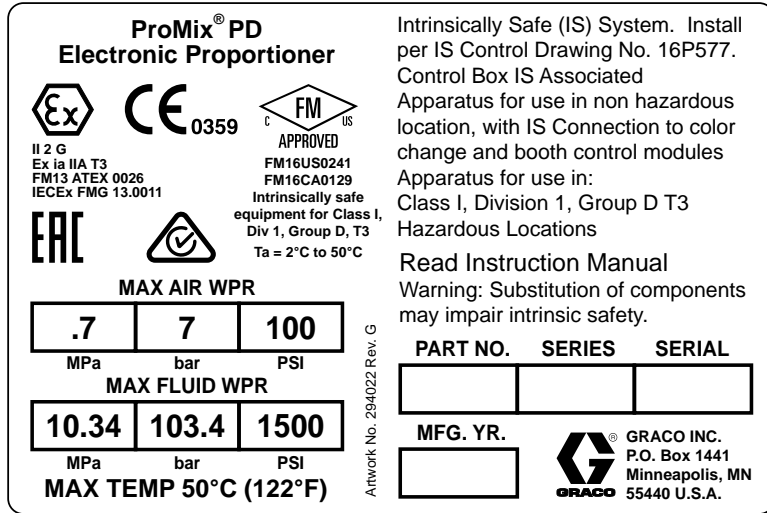 ProMix® PD
Electronic Proportioner
Ex
CE 0359
FM
C US
APPROVED
II 2 G
Ex ia IIA T3
FM13 ATEX 0026
IECEx FMG 13.0011
FM16US0241
FM16CA0129
Intrinsically safe
equipment for Class I,
Div 1, Group D, T3
Ta = 2°C to 50°C
EAC
MAX AIR WPR
.7 7 100
MPa bar PSI
MAX FLUID WPR
10.34 103.4 1500
MPa bar PSI
MAX TEMP 50°C (122°F)
Artwork No. 294022 Rev. G
Intrinsically Safe (IS) System. Install
per IS Control Drawing No. 16P577.
Control Box IS Associated
Apparatus for use in non hazardous
location, with IS Connection to color
change and booth control modules
Apparatus for use in:
Class I, Division 1, Group D T3
Hazardous Locations
Read Instruction Manual
Warning: Substitution of components
may impair intrinsic safety.
PART NO. SERIES SERIAL
MFG. YR.
GRACO ®
GRACO INC.
P.O. Box 1441
Minneapolis, MN
55440 U.S.A.